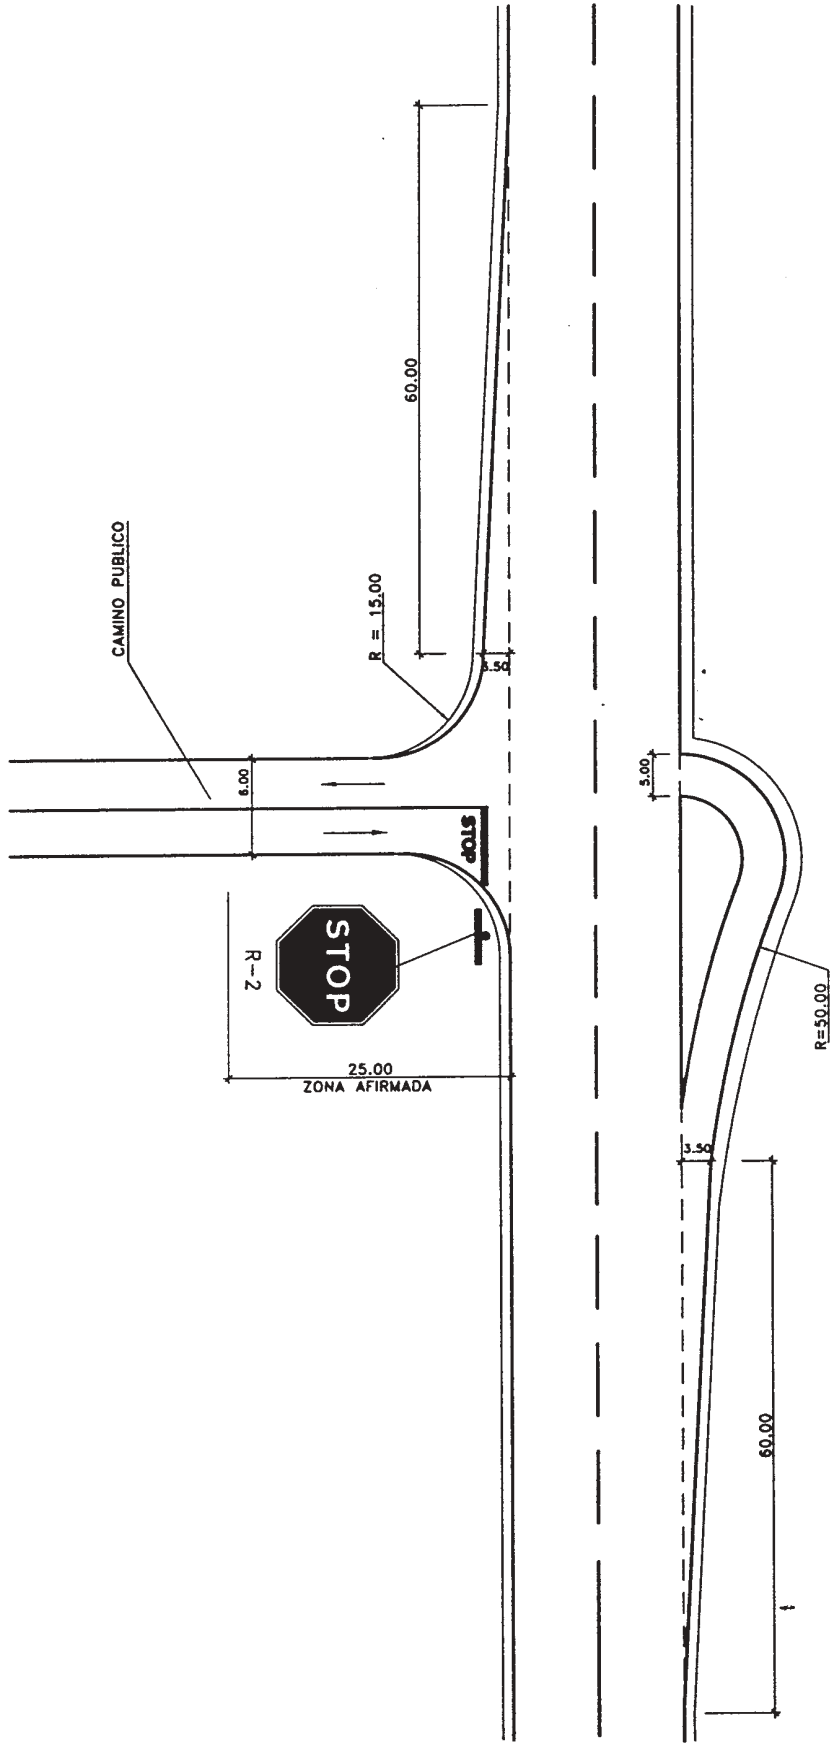 60.00
CAMINO PUBLICO
R = 15.00
3.50
6.00
5.00
STOP
STOP
R-2
R=50.00
25.00
ZONA AFIRMADA
3.50
60.00